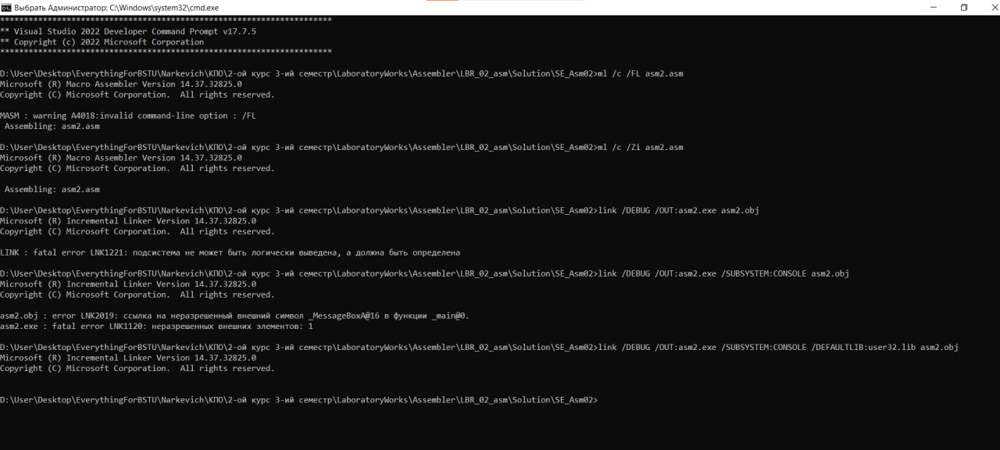 Выбрать Администратор: C:\Windows\system32\cmd.exe
**********************************************************************
** Visual Studio 2022 Developer Command Prompt v17.7.5
** Copyright (c) 2022 Microsoft Corporation
**********************************************************************
D:\User\Desktop\EverythingForBSTU\Narkevich\КПО\2-ой курс 3-ий семестр\LaboratoryWorks\Assembler\LBR_02_asm\Solution\SE_Asm02>ml /c /FL asm2.asm
Microsoft (R) Macro Assembler Version 14.37.32825.0
Copyright (C) Microsoft Corporation.  All rights reserved.
MASM : warning A4018:invalid command-line option : /FL
 Assembling: asm2.asm
D:\User\Desktop\EverythingForBSTU\Narkevich\КПО\2-ой курс 3-ий семестр\LaboratoryWorks\Assembler\LBR_02_asm\Solution\SE_Asm02>ml /c /Zi asm2.asm
Microsoft (R) Macro Assembler Version 14.37.32825.0
Copyright (C) Microsoft Corporation.  All rights reserved.
 Assembling: asm2.asm
D:\User\Desktop\EverythingForBSTU\Narkevich\КПО\2-ой курс 3-ий семестр\LaboratoryWorks\Assembler\LBR_02_asm\Solution\SE_Asm02>link /DEBUG /OUT:asm2.exe asm2.obj
Microsoft (R) Incremental Linker Version 14.37.32825.0
Copyright (C) Microsoft Corporation.  All rights reserved.
LINK : fatal error LNK1221: подсистема не может быть логически выведена, а должна быть определена
D:\User\Desktop\EverythingForBSTU\Narkevich\КПО\2-ой курс 3-ий семестр\LaboratoryWorks\Assembler\LBR_02_asm\Solution\SE_Asm02>link /DEBUG /OUT:asm2.exe /SUBSYSTEM:CONSOLE asm2.obj
Microsoft (R) Incremental Linker Version 14.37.32825.0
Copyright (C) Microsoft Corporation.  All rights reserved.
asm2.obj : error LNK2019: ссылка на неразрешенный внешний символ _MessageBoxA@16 в функции _main@0.
asm2.exe : fatal error LNK1120: неразрешенных внешних элементов: 1
D:\User\Desktop\EverythingForBSTU\Narkevich\КПО\2-ой курс 3-ий семестр\LaboratoryWorks\Assembler\LBR_02_asm\Solution\SE_Asm02>link /DEBUG /OUT:asm2.exe /SUBSYSTEM:CONSOLE /DEFAULTLIB:user32.lib asm2.obj
Microsoft (R) Incremental Linker Version 14.37.32825.0
Copyright (C) Microsoft Corporation.  All rights reserved.
D:\User\Desktop\EverythingForBSTU\Narkevich\КПО\2-ой курс 3-ий семестр\LaboratoryWorks\Assembler\LBR_02_asm\Solution\SE_Asm02>